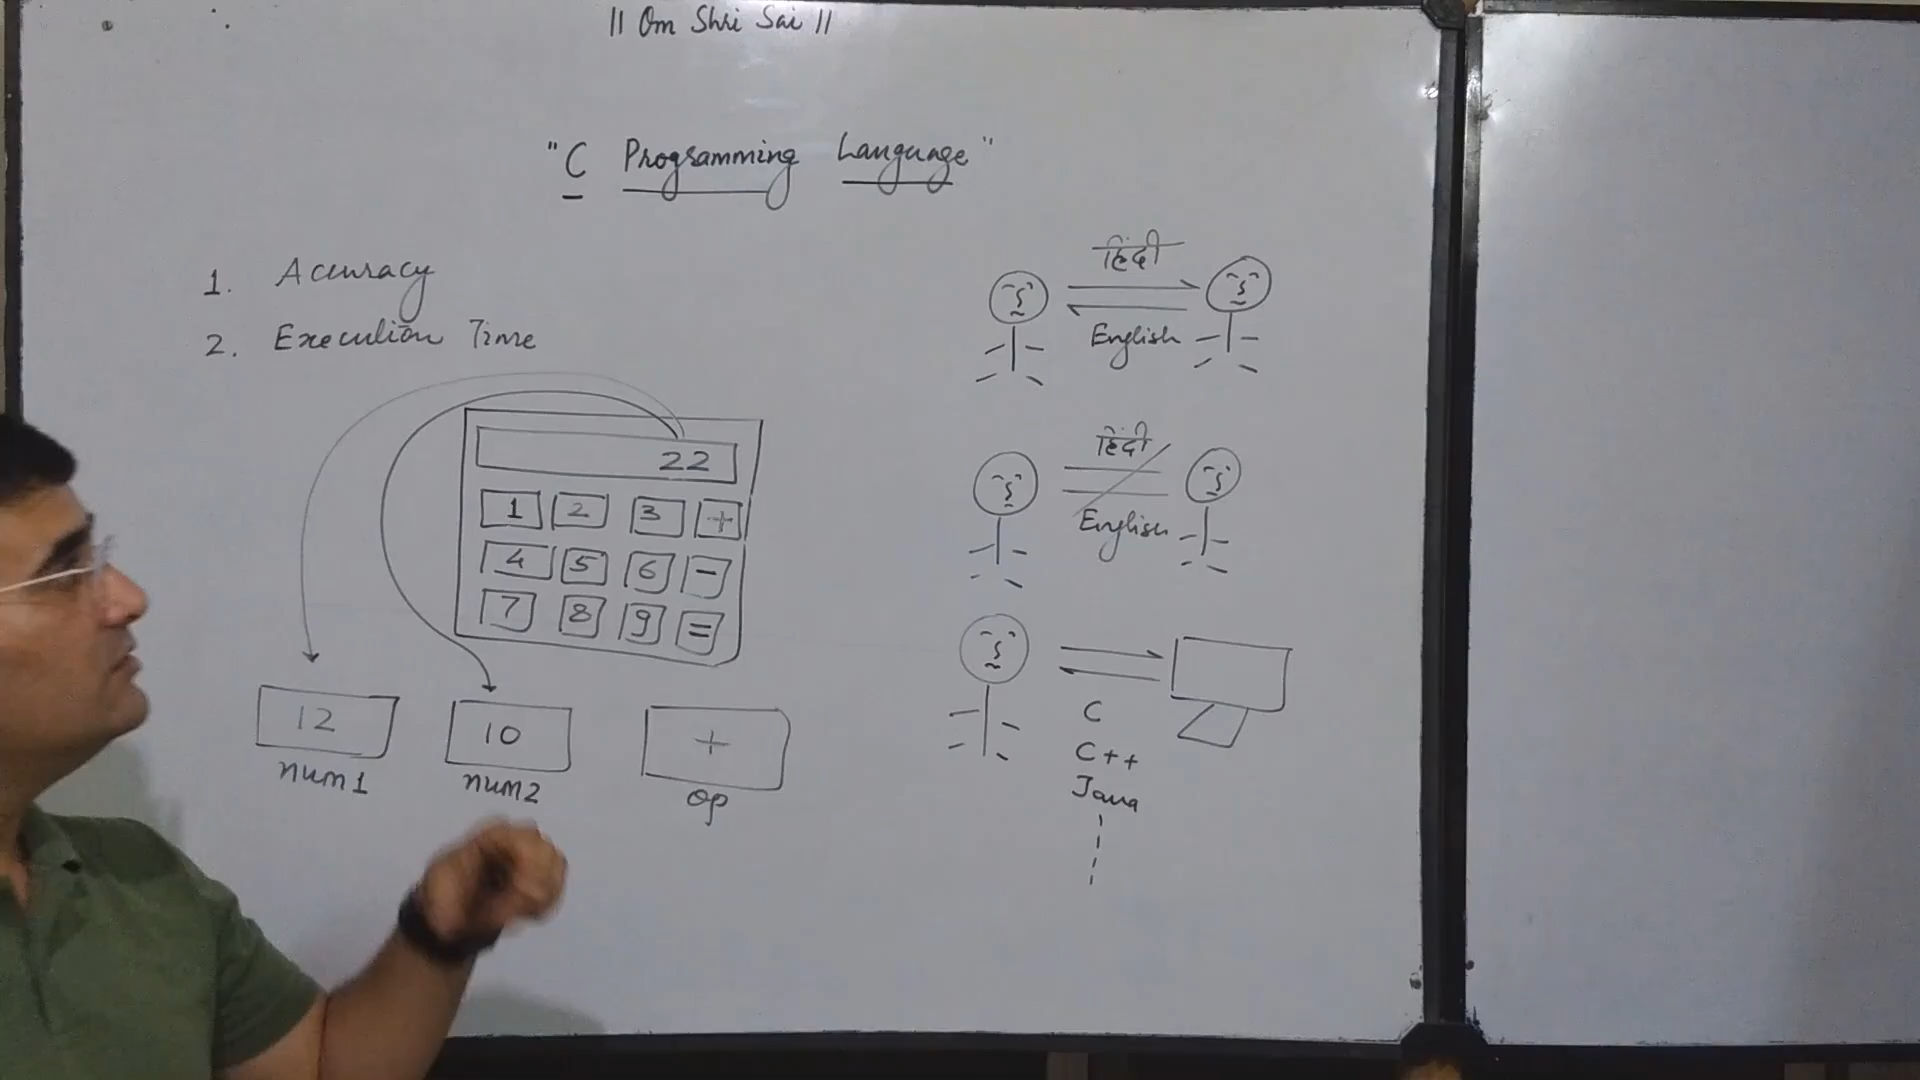 || Om Shri Sai ||
"C Programming Language"
1. Accuracy
2. Execution Time
22
1 2 3 +
4 5 6 -
7 8 9 =
12 10 +
num1 num2 op
हिंदी
English
हिंदी
English
C
C++
Java